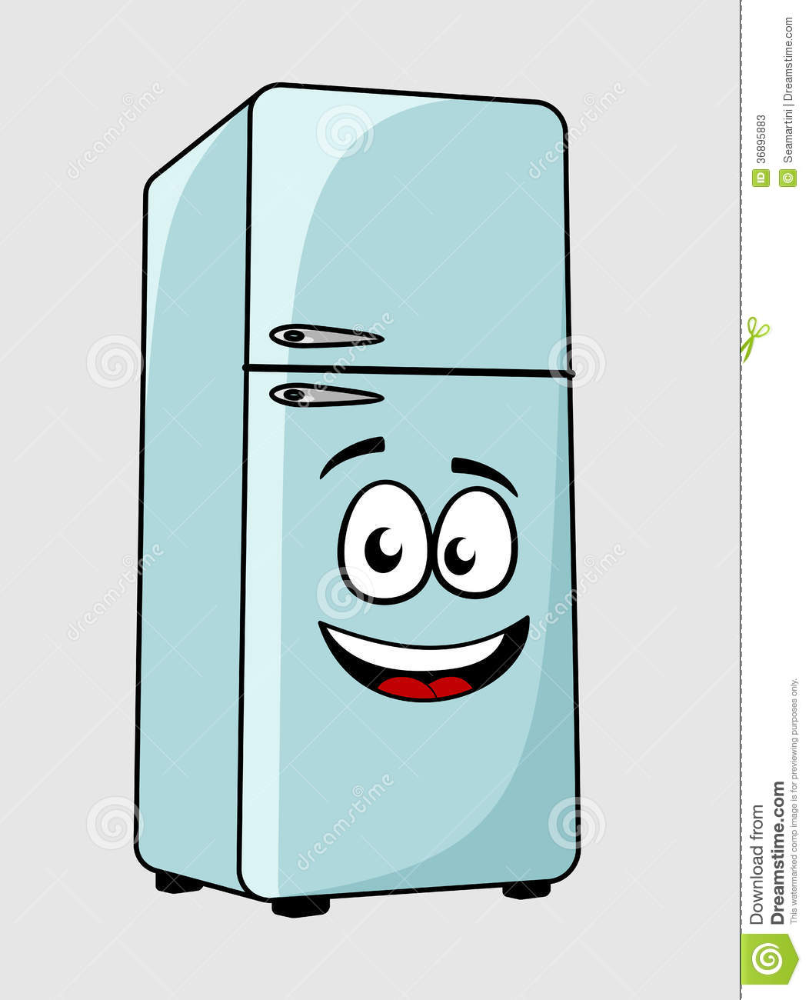 ID 36895883
© Seamartini | Dreamstime.com
Download from
Dreamstime.com
This watermarked comp image is for previewing purposes only.
dreamstime
dreamstime
dreamstime
dreamstime
dreamstime
dreamstime